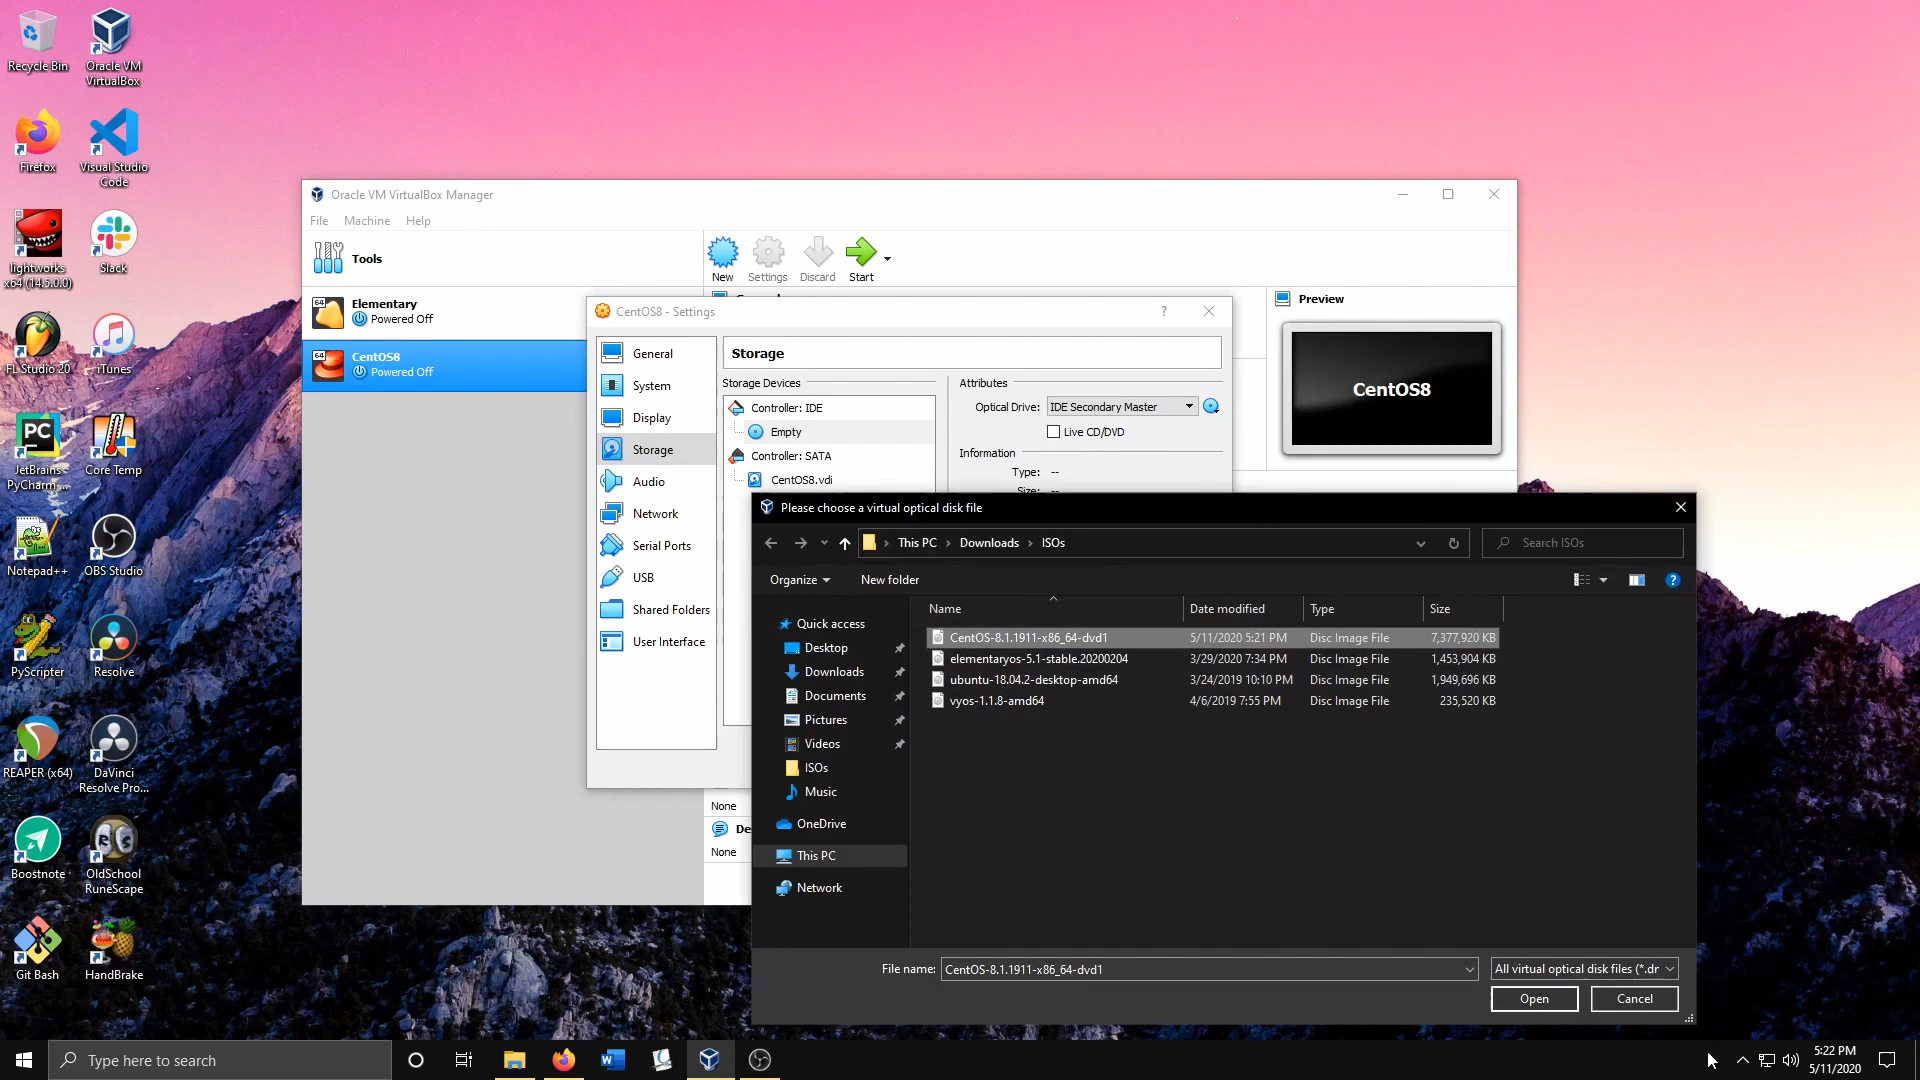 Recycle Bin
Oracle VM
VirtualBox
Firefox
Visual Studio
Code
lightworks
x64 (14.5.0.0)
Slack
FL Studio 20
iTunes
JetBrains
PyCharm ...
Core Temp
Notepad++
OBS Studio
PyScripter
Resolve
REAPER (x64)
DaVinci
Resolve Pro...
Boostnote
OldSchool
RuneScape
Git Bash
HandBrake
Oracle VM VirtualBox Manager
File Machine Help
Tools
New Settings Discard Start
64 Elementary
Powered Off
64 CentOS8
Powered Off
Preview
CentOS8
CentOS8 - Settings
?
General
System
Display
Storage
Audio
Network
Serial Ports
USB
Shared Folders
User Interface
Storage
Storage Devices
Controller: IDE
Empty
Controller: SATA
CentOS8.vdi
Attributes
Optical Drive: IDE Secondary Master
Live CD/DVD
Information
Type: --
None
De
None
Please choose a virtual optical disk file
This PC › Downloads › ISOs
Search ISOs
Organize New folder
Quick access
Desktop
Downloads
Documents
Pictures
Videos
ISOs
Music
OneDrive
This PC
Network
Name Date modified Type Size
CentOS-8.1.1911-x86_64-dvd1 5/11/2020 5:21 PM Disc Image File 7,377,920 KB
elementaryos-5.1-stable.20200204 3/29/2020 7:34 PM Disc Image File 1,453,904 KB
ubuntu-18.04.2-desktop-amd64 3/24/2019 10:10 PM Disc Image File 1,949,696 KB
vyos-1.1.8-amd64 4/6/2019 7:55 PM Disc Image File 235,520 KB
File name: CentOS-8.1.1911-x86_64-dvd1 All virtual optical disk files (*.dr
Open Cancel
Type here to search
5:22 PM
5/11/2020